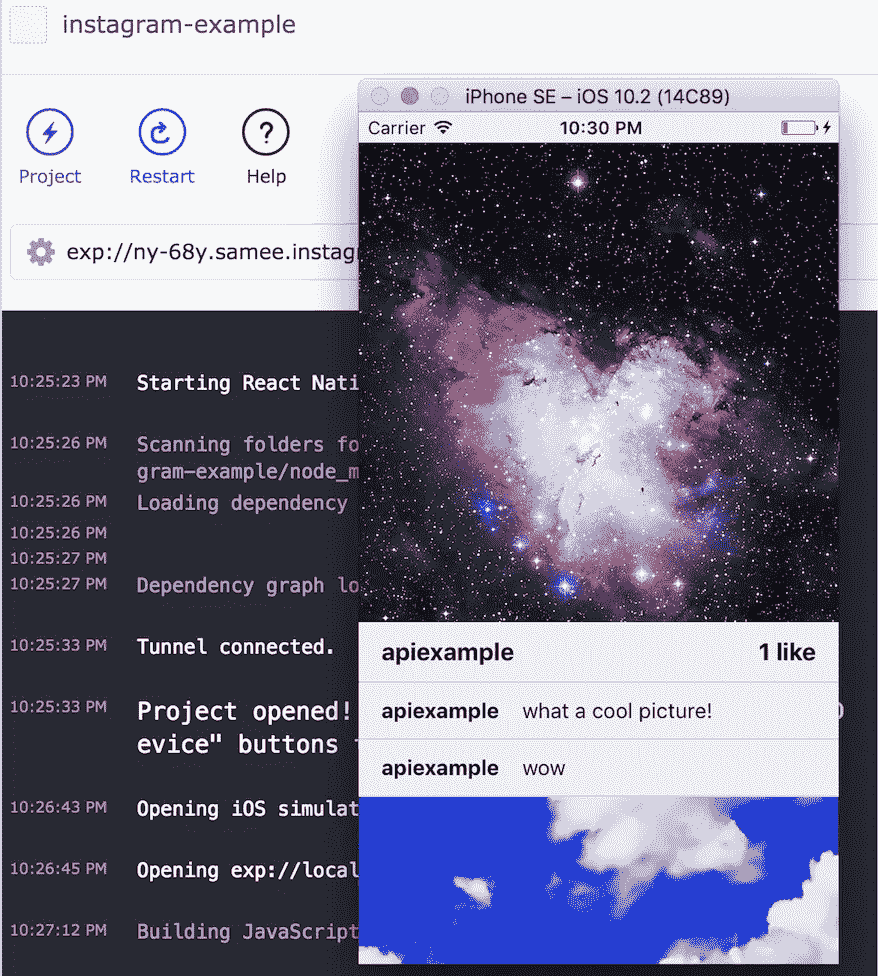 instagram-example
Project
Restart
Help
exp://ny-68y.samee.instagr
10:25:23 PM Starting React Nati
10:25:26 PM Scanning folders fo
gram-example/node_m
10:25:26 PM Loading dependency
10:25:26 PM
10:25:27 PM
10:25:27 PM Dependency graph lo
10:25:33 PM Tunnel connected.
10:25:33 PM Project opened!
evice" buttons
10:26:43 PM Opening iOS simulat
10:26:45 PM Opening exp://local
10:27:12 PM Building JavaScript
iPhone SE – iOS 10.2 (14C89)
Carrier 10:30 PM
apiexample 1 like
apiexample what a cool picture!
apiexample wow